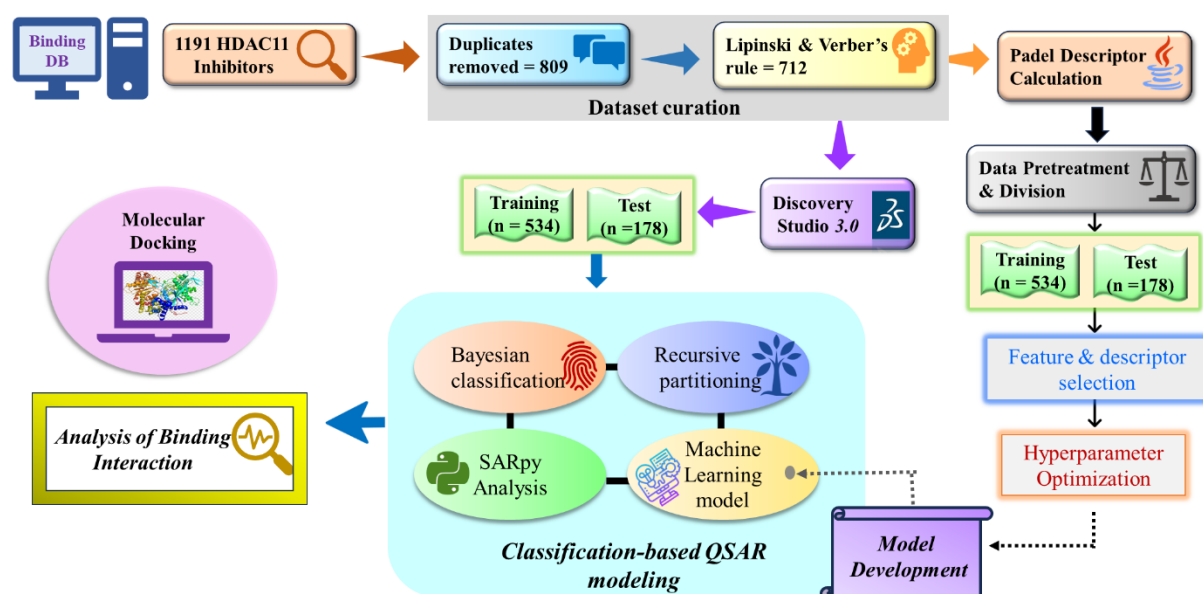 Binding
DB
1191 HDAC11
Inhibitors
Duplicates
removed = 809
Lipinski & Verber's
rule = 712
Dataset curation
Padel Descriptor
Calculation
Data Pretreatment
& Division
Training
(n = 534)
Test
(n =178)
Feature & descriptor
selection
Hyperparameter
Optimization
Model
Development
Discovery
Studio 3.0
DS
Training
(n = 534)
Test
(n =178)
Bayesian
classification
Recursive
partitioning
SARpy
Analysis
Machine
Learning
model
Classification-based QSAR
modeling
Molecular
Docking
Analysis of Binding
Interaction